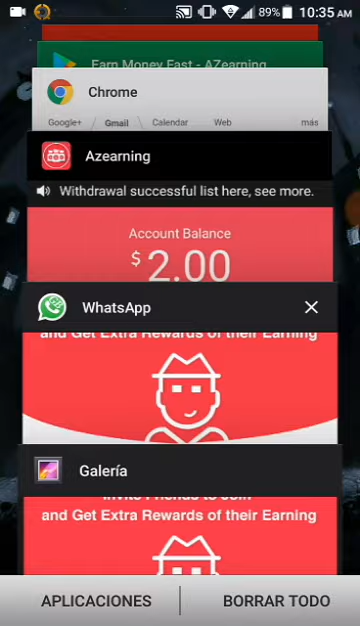 89% 10:35 AM
Earn Money Fast - AZearning
Chrome
Google+ Gmail Calendar Web más
Azearning
Withdrawal successful list here, see more.
Account Balance
$ 2.00
WhatsApp
and Get Extra Rewards of their Earning
Galería
Invite Friends to Join
and Get Extra Rewards of their Earning
APLICACIONES BORRAR TODO